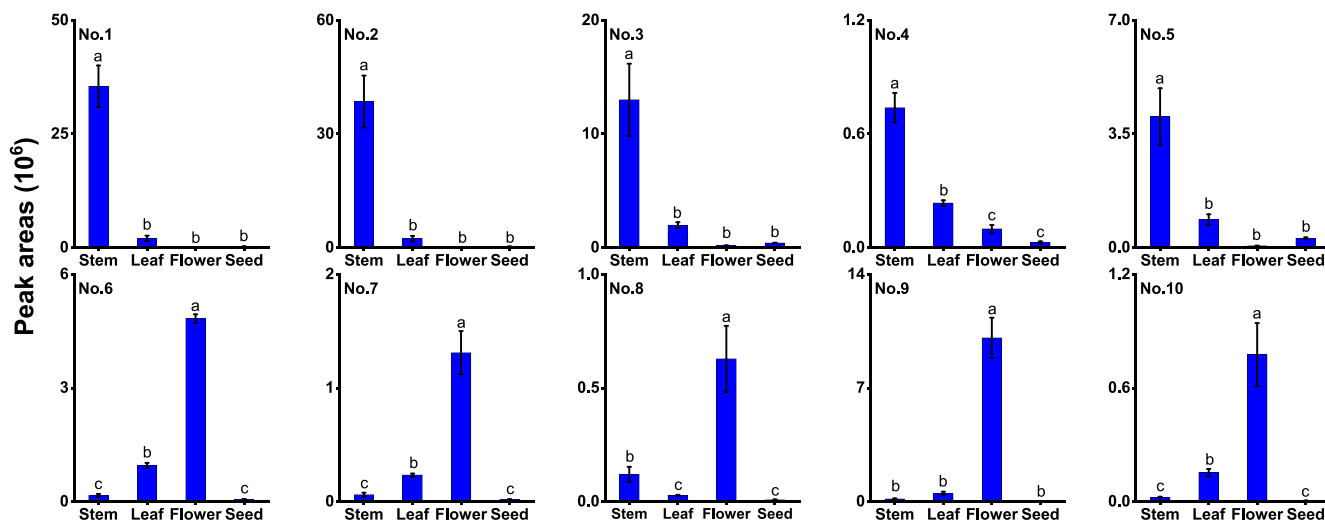 Peak areas (10⁶)
No.1
50
25
0
a
b
b
b
Stem Leaf Flower Seed
No.2
60
30
0
a
b
b
b
Stem Leaf Flower Seed
No.3
20
10
0
a
b
b
b
Stem Leaf Flower Seed
No.4
1.2
0.6
0.0
a
b
c
c
Stem Leaf Flower Seed
No.5
7.0
3.5
0.0
a
b
b
b
Stem Leaf Flower Seed
No.6
6
3
0
c
b
a
c
Stem Leaf Flower Seed
No.7
2
1
0
c
b
a
c
Stem Leaf Flower Seed
No.8
1.0
0.5
0.0
b
c
a
c
Stem Leaf Flower Seed
No.9
14
7
0
b
b
a
b
Stem Leaf Flower Seed
No.10
1.2
0.6
0.0
c
b
a
c
Stem Leaf Flower Seed